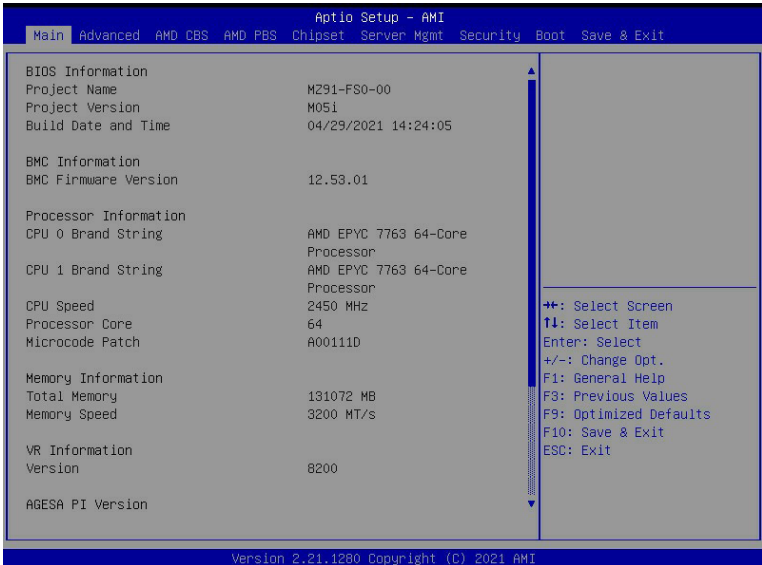 Aptio Setup - AMI
Main Advanced AMD CBS AMD PBS Chipset Server Mgmt Security Boot Save & Exit
BIOS Information
Project Name MZ91-FS0-00
Project Version M05i
Build Date and Time 04/29/2021 14:24:05
BMC Information
BMC Firmware Version 12.53.01
Processor Information
CPU 0 Brand String AMD EPYC 7763 64-Core
Processor
CPU 1 Brand String AMD EPYC 7763 64-Core
Processor
CPU Speed 2450 MHz
Processor Core 64
Microcode Patch A00111D
Memory Information
Total Memory 131072 MB
Memory Speed 3200 MT/s
VR Information
Version 8200
AGESA PI Version
→←: Select Screen
↑↓: Select Item
Enter: Select
+/-: Change Opt.
F1: General Help
F3: Previous Values
F9: Optimized Defaults
F10: Save & Exit
ESC: Exit
Version 2.21.1280 Copyright (C) 2021 AMI